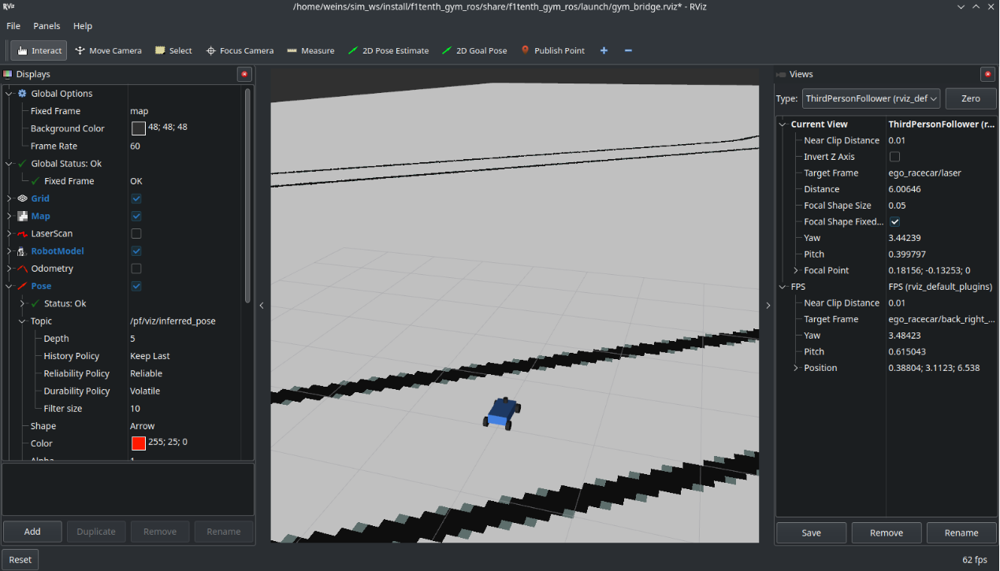 RViz
/home/weins/sim_ws/install/f1tenth_gym_ros/share/f1tenth_gym_ros/launch/gym_bridge.rviz* - RViz
File Panels Help
Interact Move Camera Select Focus Camera Measure 2D Pose Estimate 2D Goal Pose Publish Point
Displays
Global Options
Fixed Frame map
Background Color 48; 48; 48
Frame Rate 60
Global Status: Ok
Fixed Frame OK
Grid
Map
LaserScan
RobotModel
Odometry
Pose
Status: Ok
Topic /pf/viz/inferred_pose
Depth 5
History Policy Keep Last
Reliability Policy Reliable
Durability Policy Volatile
Filter size 10
Shape Arrow
Color 255; 25; 0
Alpha 1
Add Duplicate Remove Rename
Reset
Views
Type: ThirdPersonFollower (rviz_def Zero
Current View ThirdPersonFollower (r...
Near Clip Distance 0.01
Invert Z Axis
Target Frame ego_racecar/laser
Distance 6.00646
Focal Shape Size 0.05
Focal Shape Fixed...
Yaw 3.44239
Pitch 0.399797
Focal Point 0.18156; -0.13253; 0
FPS FPS (rviz_default_plugins)
Near Clip Distance 0.01
Target Frame ego_racecar/back_right_...
Yaw 3.48423
Pitch 0.615043
Position 0.38804; 3.1123; 6.538
Save Remove Rename
62 fps